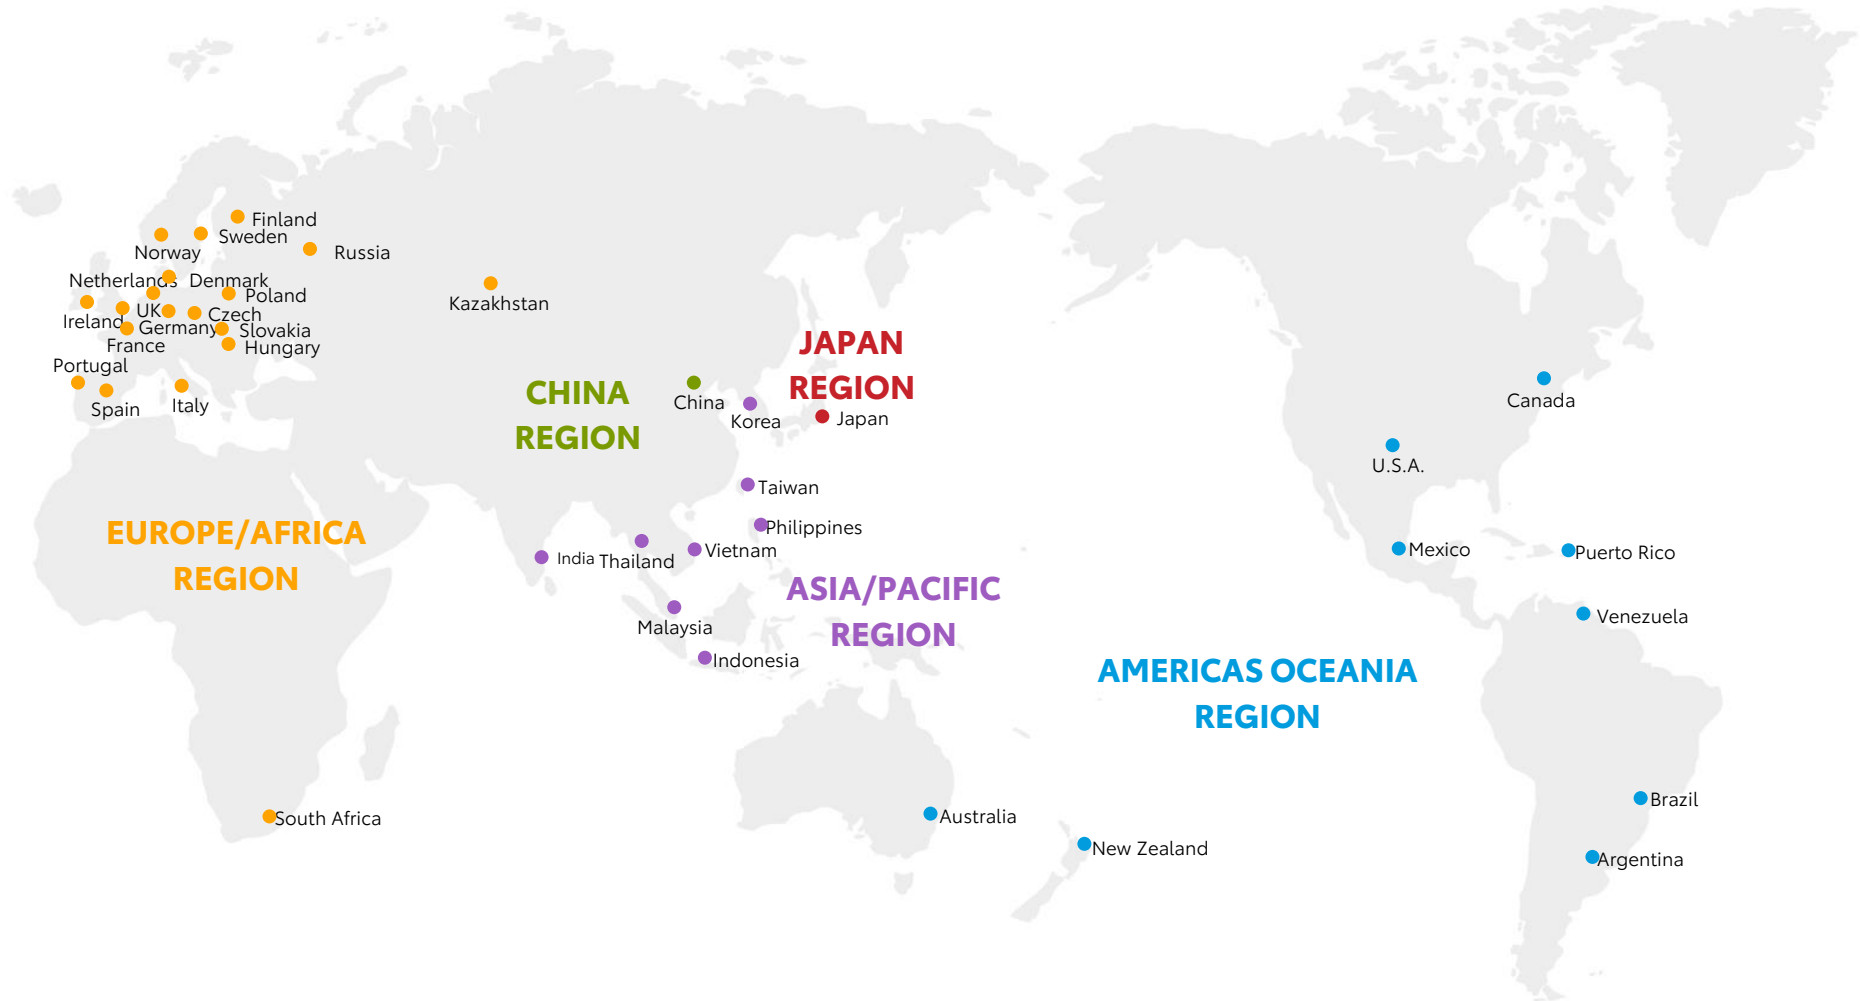 Finland
Sweden
Norway
Russia
Netherlands
Denmark
Poland
Kazakhstan
Ireland
UK
Czech
Germany
Slovakia
France
Hungary
Portugal
Spain
Italy
JAPAN
REGION
CHINA
REGION
China
Korea
Japan
Canada
U.S.A.
Taiwan
Philippines
EUROPE/AFRICA
REGION
India
Thailand
Vietnam
Mexico
Puerto Rico
ASIA/PACIFIC
REGION
Malaysia
Indonesia
Venezuela
AMERICAS OCEANIA
REGION
South Africa
Australia
New Zealand
Brazil
Argentina